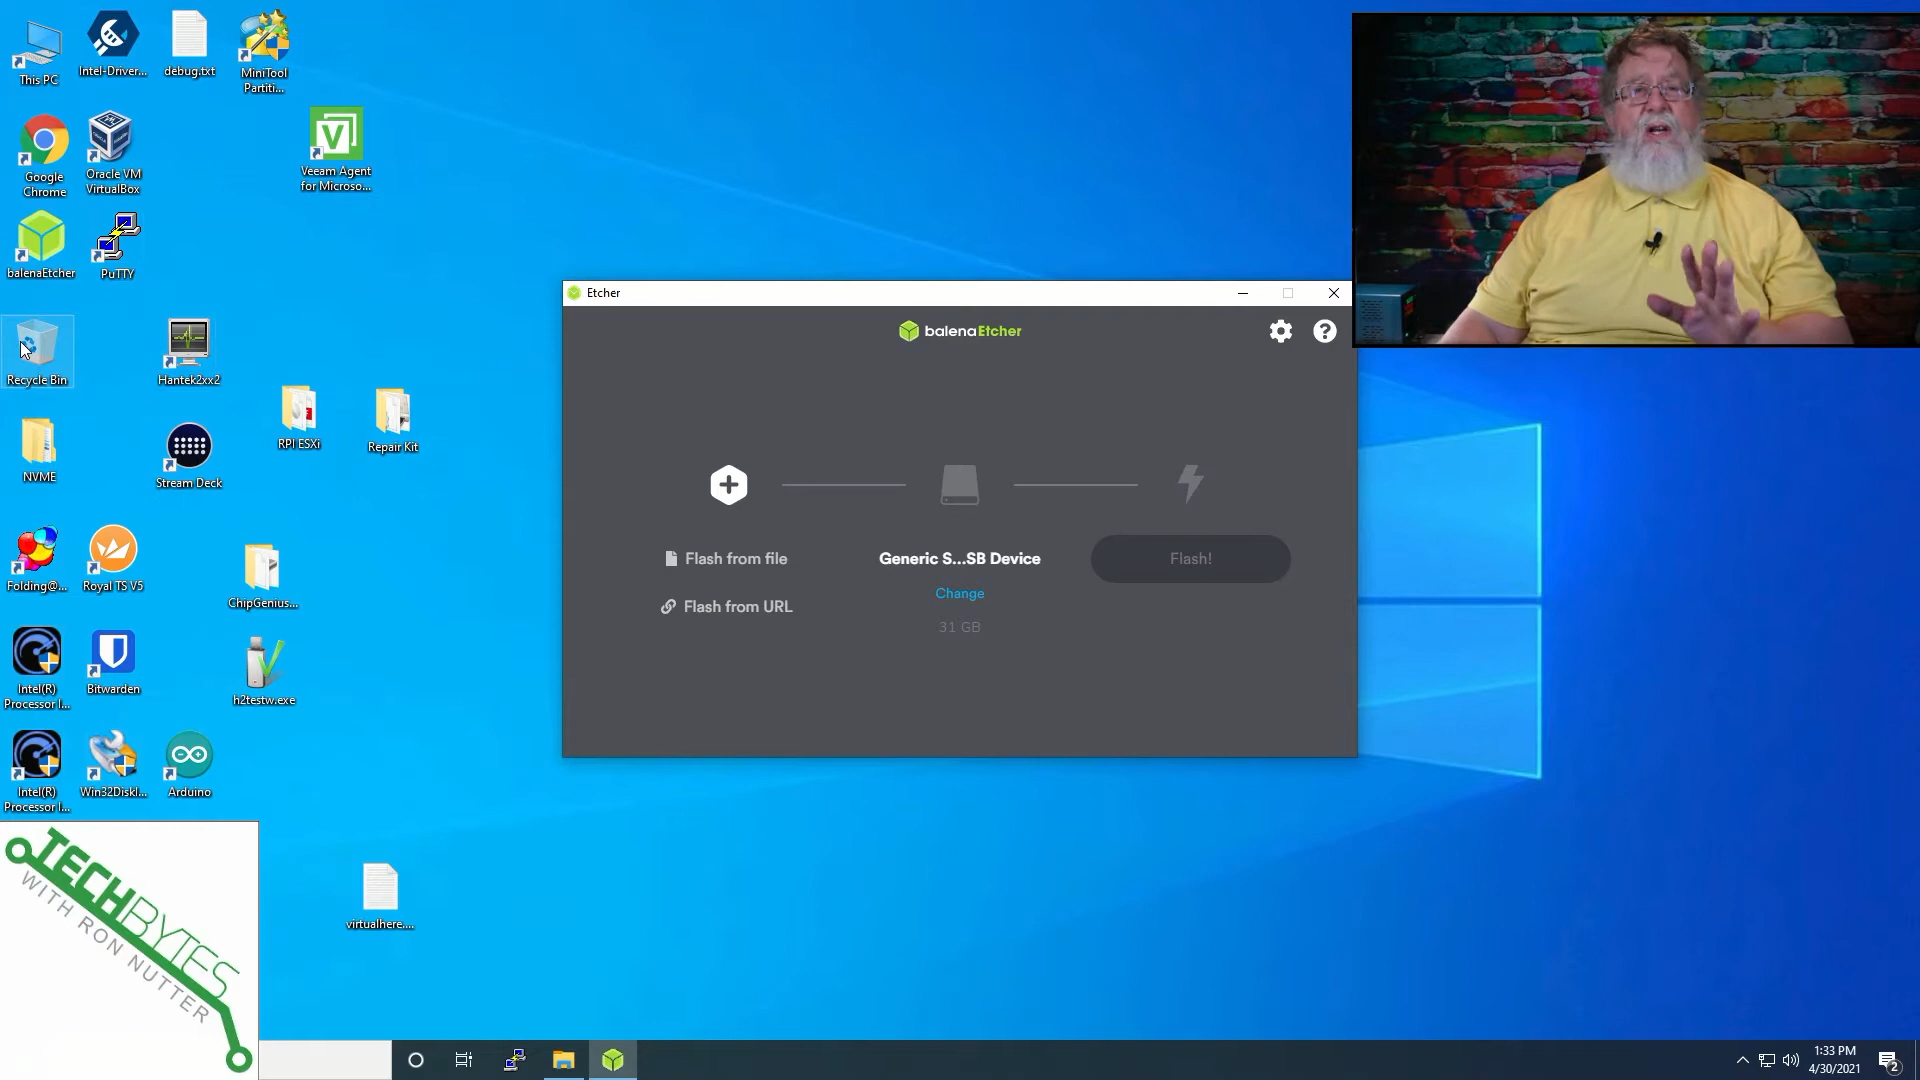 This PC
Intel-Driver...
debug.txt
MiniTool
Partiti...
Google
Chrome
Oracle VM
VirtualBox
V
Veeam Agent
for Microso...
balenaEtcher
PuTTY
Recycle Bin
Hantek2xx2
NVME
Stream Deck
RPI ESXi
Repair Kit
Folding@...
Royal TS V5
ChipGenius...
Intel(R)
Processor I...
Bitwarden
h2testw.exe
Intel(R)
Processor I...
Win32DiskI...
Arduino
virtualhere....
Etcher
balenaEtcher
Flash from file
Flash from URL
Generic S...SB Device
Change
31 GB
Flash!
TECHBYTES
WITH RON NUTTER
1:33 PM
4/30/2021
2